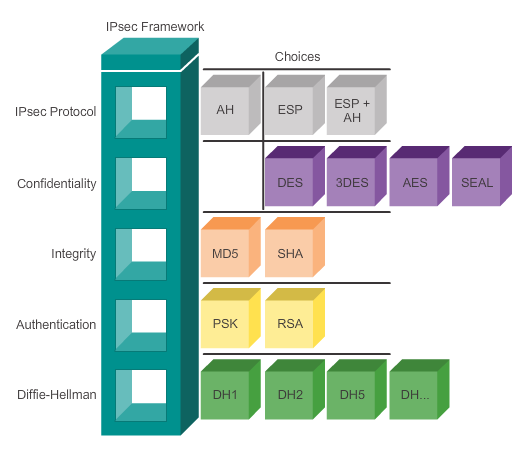 IPsec Framework
Choices
IPsec Protocol
AH
ESP
ESP +
AH
Confidentiality
DES
3DES
AES
SEAL
Integrity
MD5
SHA
Authentication
PSK
RSA
Diffie-Hellman
DH1
DH2
DH5
DH...